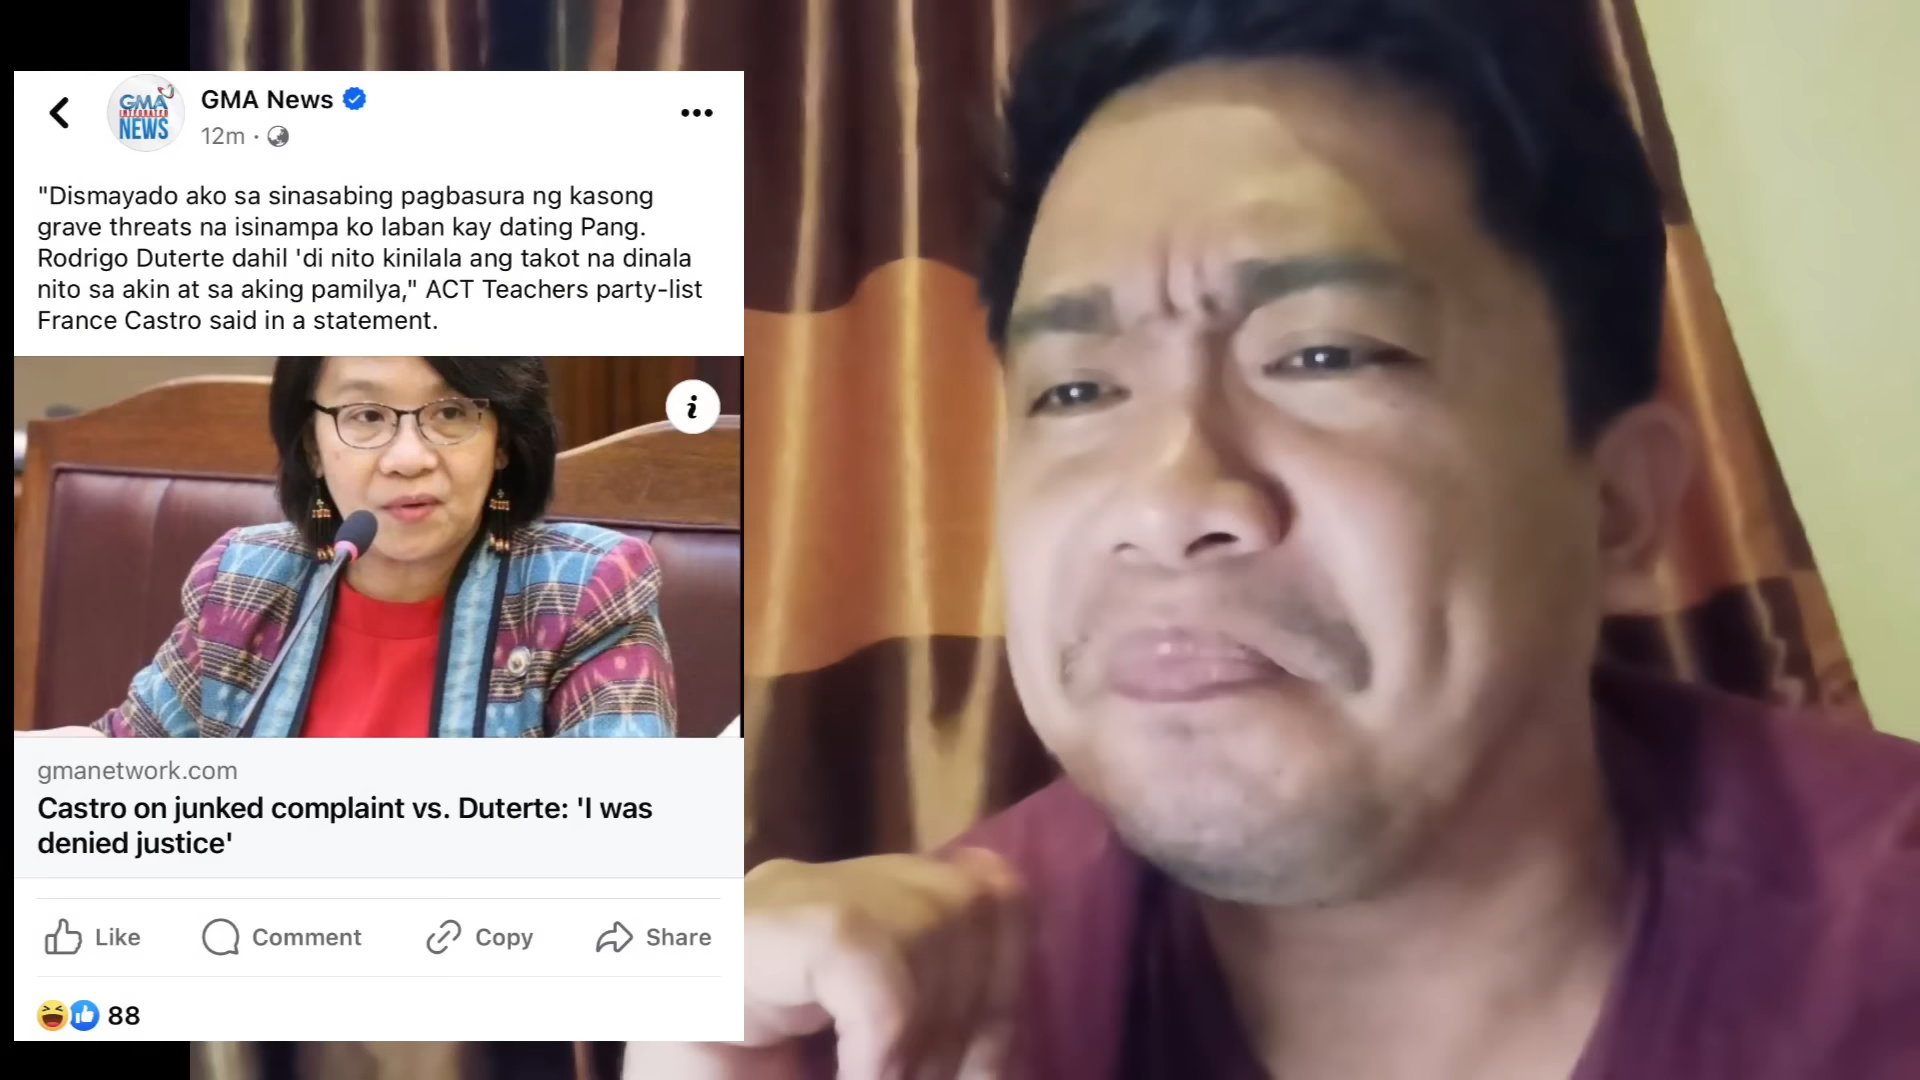 GMA
NEWS
GMA News
12m ·
"Dismayado ako sa sinasabing pagbasura ng kasong
grave threats na isinampa ko laban kay dating Pang.
Rodrigo Duterte dahil 'di nito kinilala ang takot na dinala
nito sa akin at sa aking pamilya," ACT Teachers party-list
France Castro said in a statement.
gmanetwork.com
Castro on junked complaint vs. Duterte: 'I was
denied justice'
Like Comment Copy Share
88